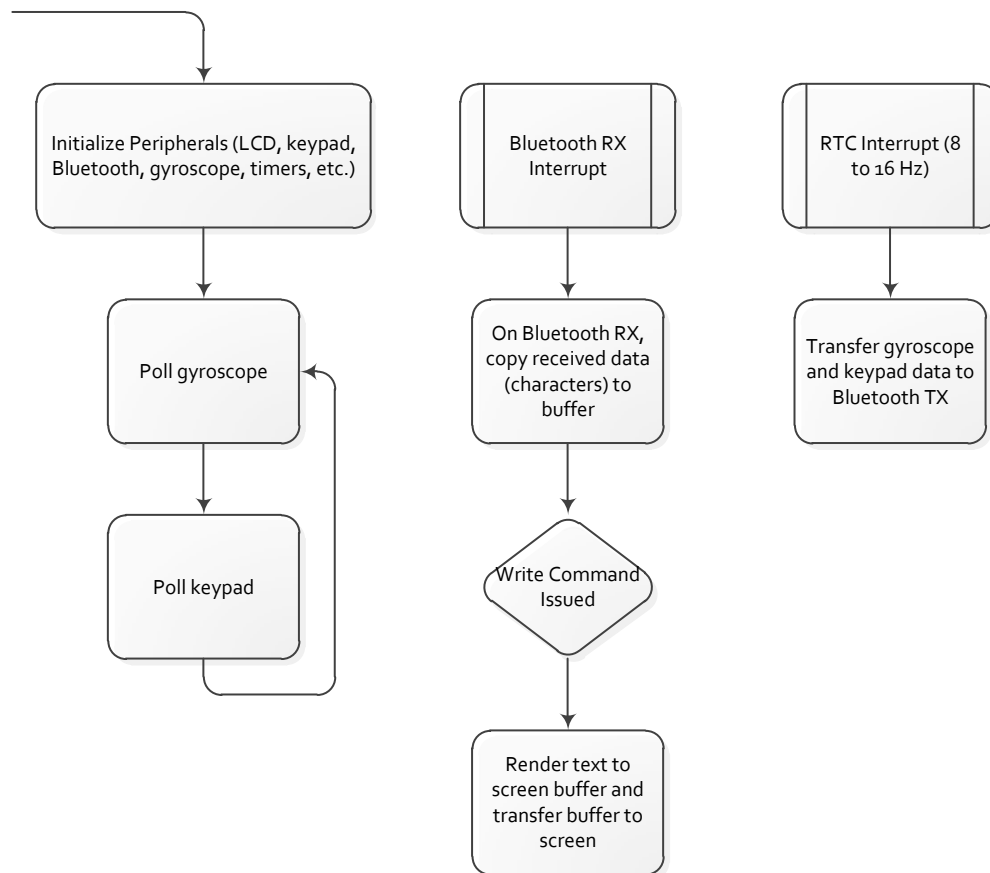 Initialize Peripherals (LCD, keypad,
Bluetooth, gyroscope, timers, etc.)
Bluetooth RX
Interrupt
RTC Interrupt (8
to 16 Hz)
Poll gyroscope
On Bluetooth RX,
copy received data
(characters) to
buffer
Transfer gyroscope
and keypad data to
Bluetooth TX
Poll keypad
Write Command
Issued
Render text to
screen buffer and
transfer buffer to
screen